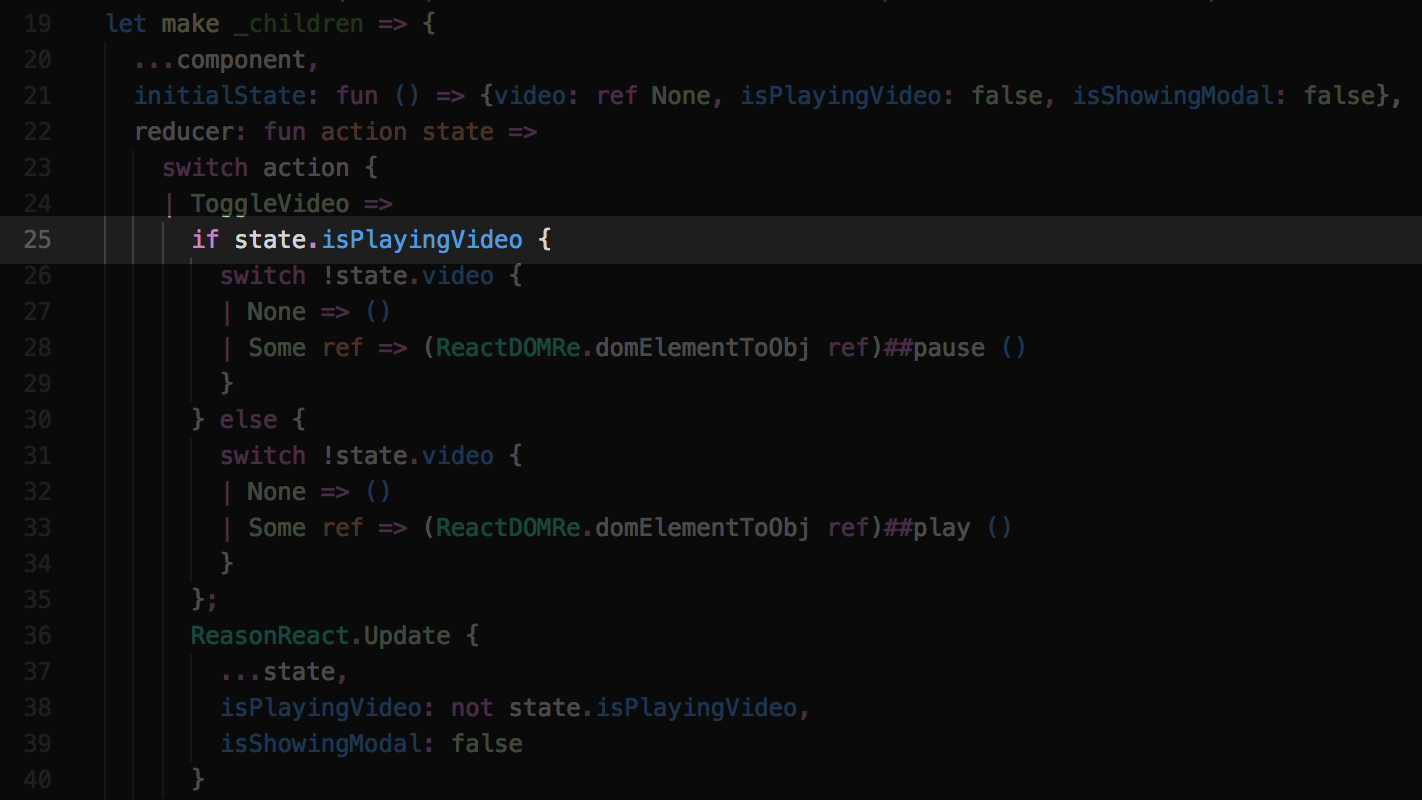 19 let make _children => {
20 ...component,
21 initialState: fun () => {video: ref None, isPlayingVideo: false, isShowingModal: false},
22 reducer: fun action state =>
23 switch action {
24 | ToggleVideo =>
25 if state.isPlayingVideo {
26 switch !state.video {
27 | None => ()
28 | Some ref => (ReactDOMRe.domElementToObj ref)##pause ()
29 }
30 } else {
31 switch !state.video {
32 | None => ()
33 | Some ref => (ReactDOMRe.domElementToObj ref)##play ()
34 }
35 };
36 ReasonReact.Update {
37 ...state,
38 isPlayingVideo: not state.isPlayingVideo,
39 isShowingModal: false
40 }